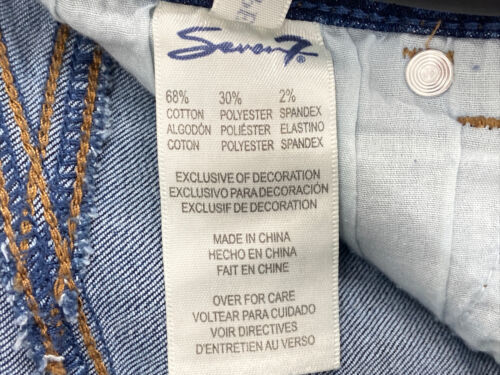 Seven7®
68% 30% 2%
COTTON POLYESTER SPANDEX
ALGODÓN POLIÉSTER ELASTINO
COTON POLYESTER SPANDEX
EXCLUSIVE OF DECORATION
EXCLUSIVO PARA DECORACIÓN
EXCLUSIF DE DECORATION
MADE IN CHINA
HECHO EN CHINA
FAIT EN CHINE
OVER FOR CARE
VOLTEAR PARA CUIDADO
VOIR DIRECTIVES
D'ENTRETIEN AU VERSO